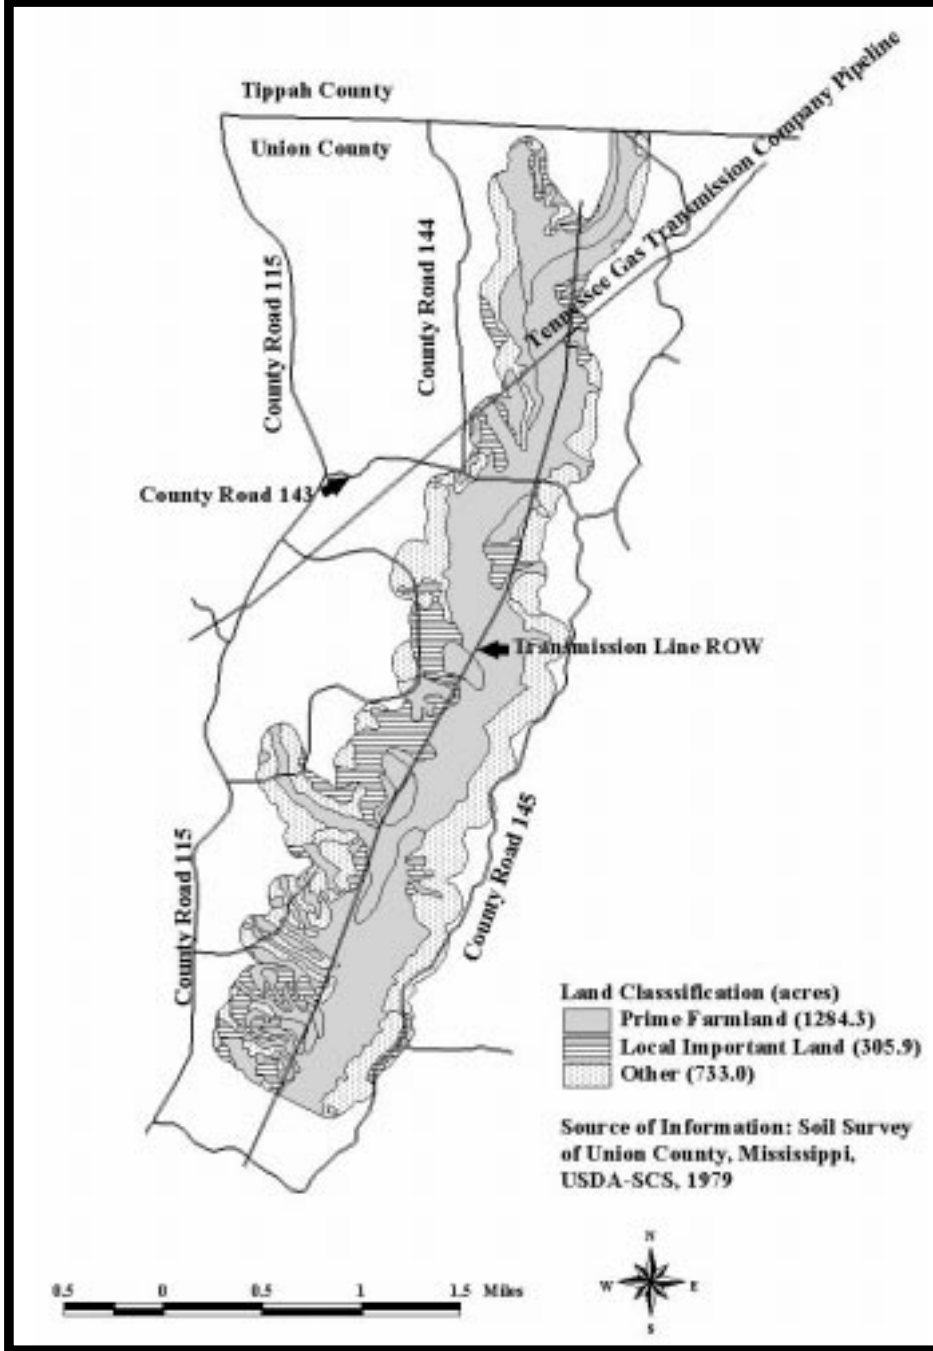 Tippah County
Union County
Tennessee Gas Transmission Company Pipeline
County Road 115
County Road 144
County Road 143
Transmission Line ROW
County Road 145
County Road 115
Land Classsification (acres)
Prime Farmland (1284.3)
Local Important Land (305.9)
Other (733.0)
Source of Information: Soil Survey
of Union County, Mississippi,
USDA-SCS, 1979
N
W E
S
0.5 0 0.5 1 1.5 Miles